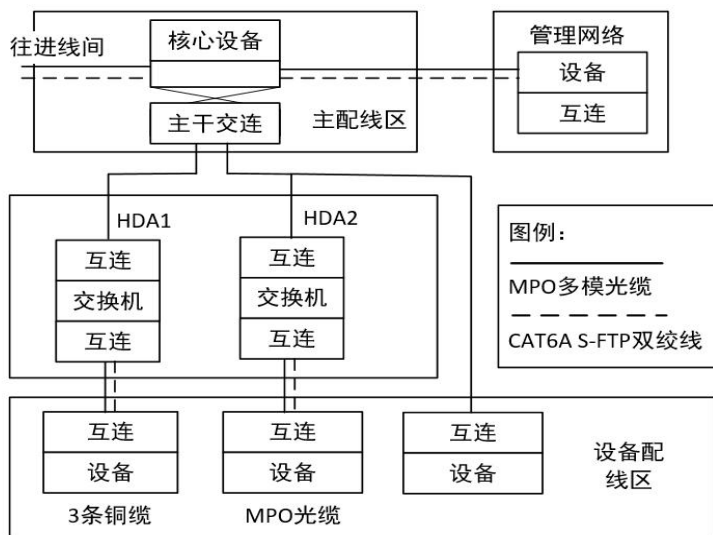 往进线间
核心设备
主干交连
主配线区
管理网络
设备
互连
HDA1
互连
交换机
互连
HDA2
互连
交换机
互连
图例：
MPO多模光缆
CAT6A S-FTP双绞线
互连
设备
3条铜缆
互连
设备
MPO光缆
互连
设备
设备配
线区